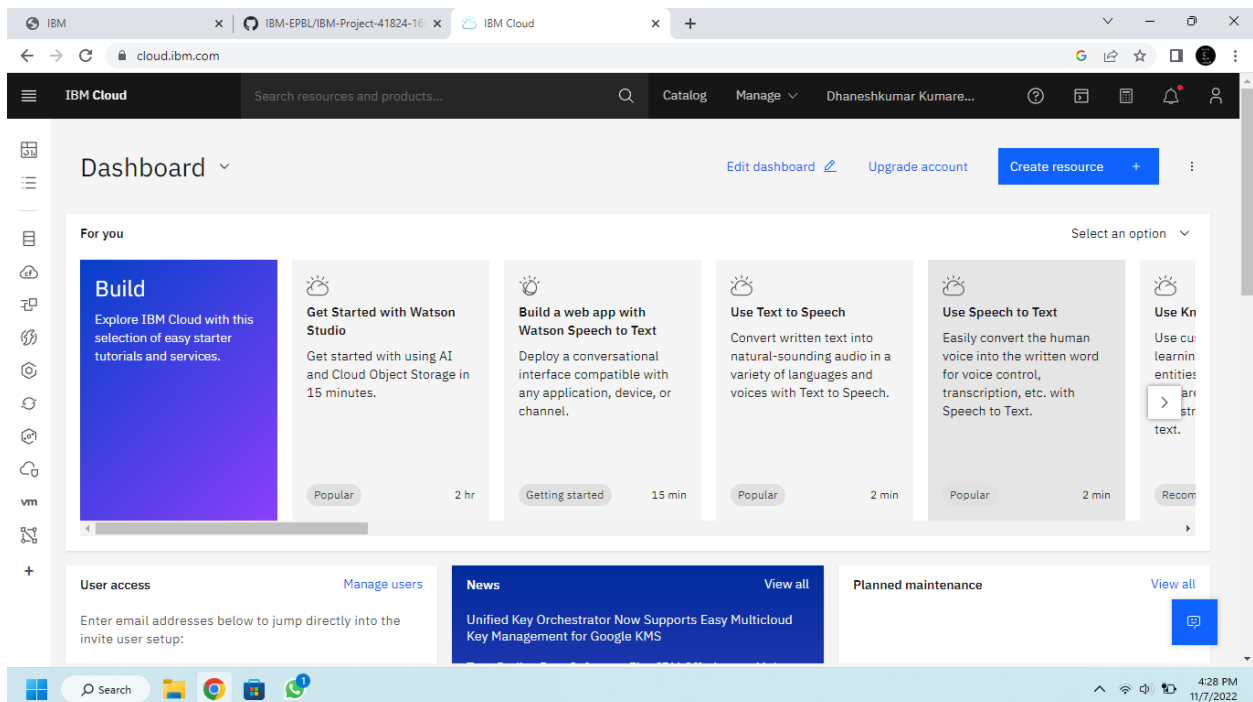 IBM
IBM-EPBL/IBM-Project-41824-16
IBM Cloud
cloud.ibm.com
IBM Cloud
Search resources and products...
Catalog
Manage
Dhaneshkumar Kumare...
Dashboard
Edit dashboard
Upgrade account
Create resource +
For you
Select an option
Build
Explore IBM Cloud with this
selection of easy starter
tutorials and services.
Get Started with Watson
Studio
Get started with using AI
and Cloud Object Storage in
15 minutes.
Popular
2 hr
Build a web app with
Watson Speech to Text
Deploy a conversational
interface compatible with
any application, device, or
channel.
Getting started
15 min
Use Text to Speech
Convert written text into
natural-sounding audio in a
variety of languages and
voices with Text to Speech.
Popular
2 min
Use Speech to Text
Easily convert the human
voice into the written word
for voice control,
transcription, etc. with
Speech to Text.
Popular
2 min
Use Kn
Use cu
learnin
entities
text.
Recom
vm
User access
Manage users
Enter email addresses below to jump directly into the
invite user setup:
News
View all
Unified Key Orchestrator Now Supports Easy Multicloud
Key Management for Google KMS
Planned maintenance
View all
Search
1
4:28 PM
11/7/2022